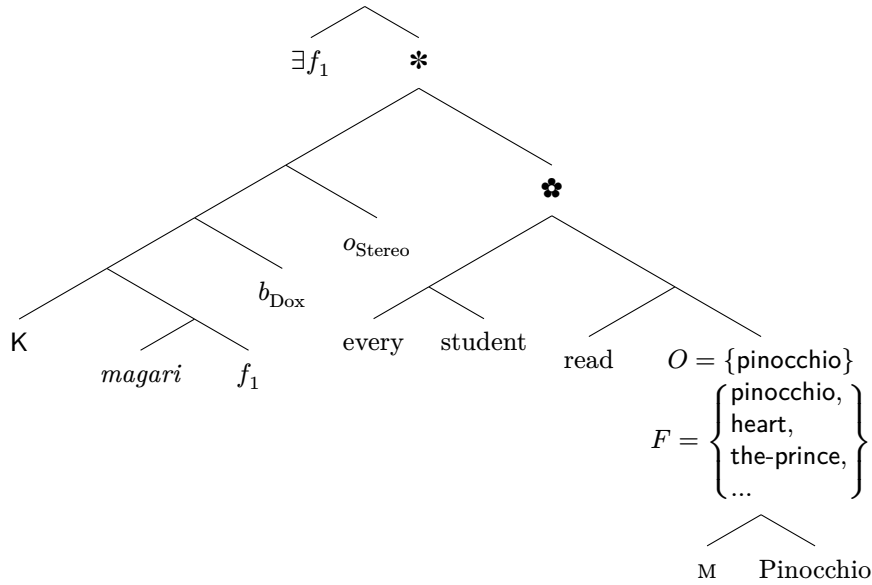 ∃f₁ ✻
✿
o_Stereo
b_Dox
K
magari f₁
every student
read
O = {pinocchio}
F = {pinocchio,
heart,
the-prince,
...}
M Pinocchio